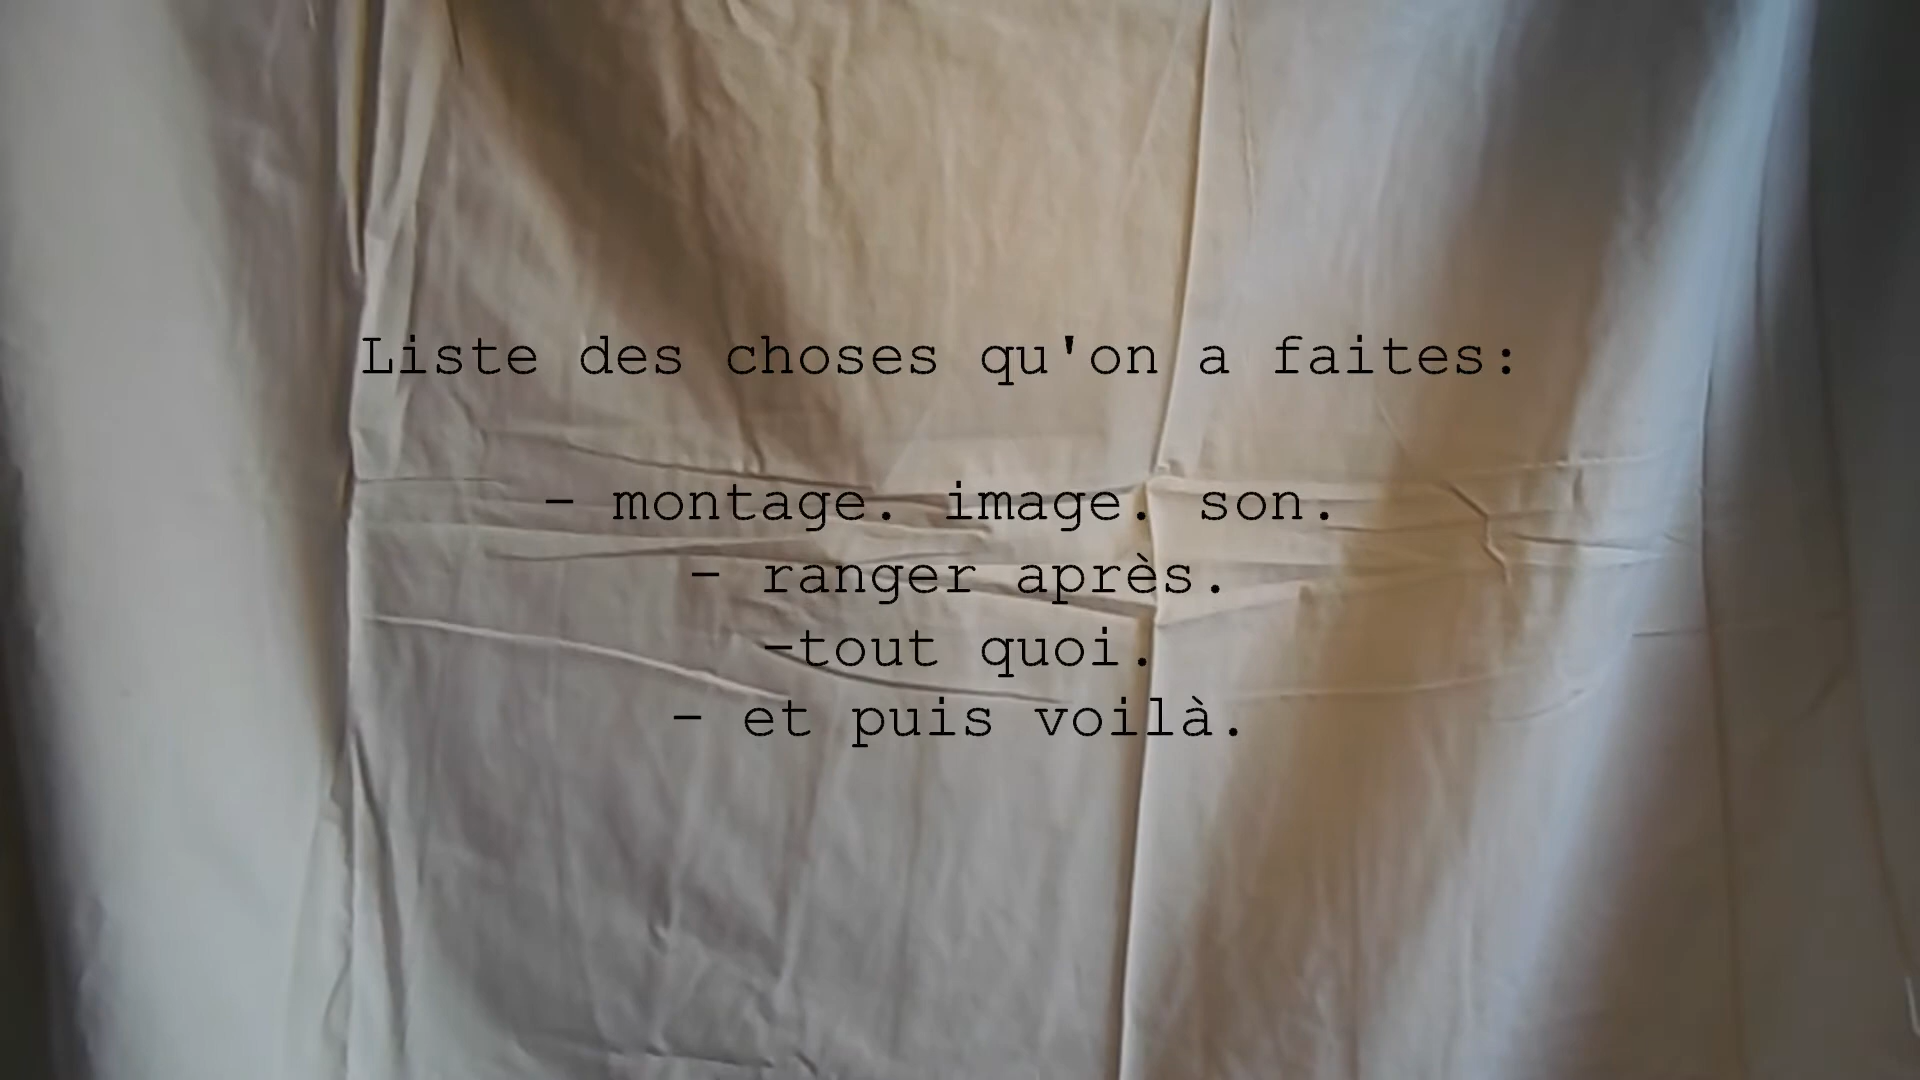 Liste des choses qu'on a faites:
- montage. image. son.
- ranger après.
-tout quoi.
- et puis voilà.